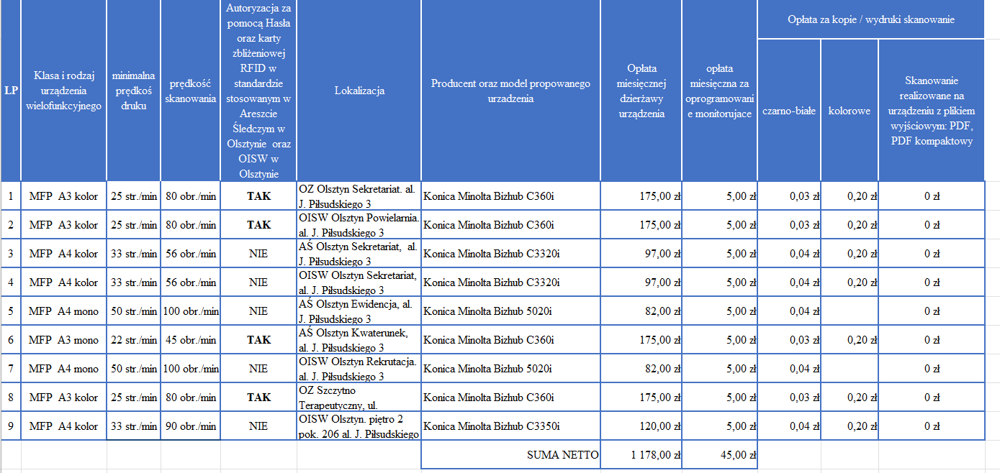 LP
Klasa i rodzaj
urządzenia
wielofunkcyjnego
minimalna
prędkoś
druku
prędkość
skanowania
Autoryzacja za
pomocą Hasła
oraz karty
zbliżeniowej
RFID w
standardzie
stosowanym w
Areszcie
Śledczym w
Olsztynie oraz
OISW w
Olsztynie
Lokalizacja
Producent oraz model propowanego
urzadzenia
Opłata
miesięcznej
dzierżawy
urządzenia
opłata
miesięczna za
oprogramowani
e monitorujace
Opłata za kopie / wydruki skanowanie
czarno-białe
kolorowe
Skanowanie
realizowane na
urządzeniu z plikiem
wyjściowym: PDF,
PDF kompaktowy
1 MFP A3 kolor 25 str./min 80 obr./min TAK OZ Olsztyn Sekretariat. al. Konica Minolta Bizhub C360i 175,00 zł 5,00 zł 0,03 zł 0,20 zł 0 zł
J. Piłsudskiego 3
2 MFP A3 kolor 25 str./min 80 obr./min TAK OISW Olsztyn Powielarnia. Konica Minolta Bizhub C360i 175,00 zł 5,00 zł 0,03 zł 0,20 zł 0 zł
al. J. Piłsudskiego 3
3 MFP A4 kolor 33 str./min 56 obr./min NIE AŚ Olsztyn Sekretariat, al. Konica Minolta Bizhub C3320i 97,00 zł 5,00 zł 0,04 zł 0,20 zł 0 zł
J. Piłsudskiego 3
4 MFP A4 kolor 33 str./min 56 obr./min NIE OISW Olsztyn Sekretariat, Konica Minolta Bizhub C3320i 97,00 zł 5,00 zł 0,04 zł 0,20 zł 0 zł
al. J. Piłsudskiego 3
5 MFP A4 mono 50 str./min 100 obr./min NIE AŚ Olsztyn Ewidencja, al. Konica Minolta Bizhub 5020i 82,00 zł 5,00 zł 0,04 zł 0 zł
J. Piłsudskiego 3
6 MFP A3 mono 22 str./min 45 obr./min TAK AŚ Olsztyn Kwaterunek, Konica Minolta Bizhub C360i 175,00 zł 5,00 zł 0,03 zł 0,20 zł 0 zł
al. J. Piłsudskiego 3
7 MFP A4 mono 50 str./min 100 obr./min NIE OISW Olsztyn Rekrutacja. Konica Minolta Bizhub 5020i 82,00 zł 5,00 zł 0,04 zł 0 zł
al. J. Piłsudskiego 3
8 MFP A3 kolor 25 str./min 80 obr./min TAK OZ Szczytno Konica Minolta Bizhub C360i 175,00 zł 5,00 zł 0,03 zł 0,20 zł 0 zł
Terapeutyczny, ul.
9 MFP A4 kolor 33 str./min 90 obr./min NIE OISW Olsztyn. piętro 2 Konica Minolta Bizhub C3350i 120,00 zł 5,00 zł 0,04 zł 0,20 zł 0 zł
pok. 206 al. J. Piłsudskiego
SUMA NETTO 1 178,00 zł 45,00 zł